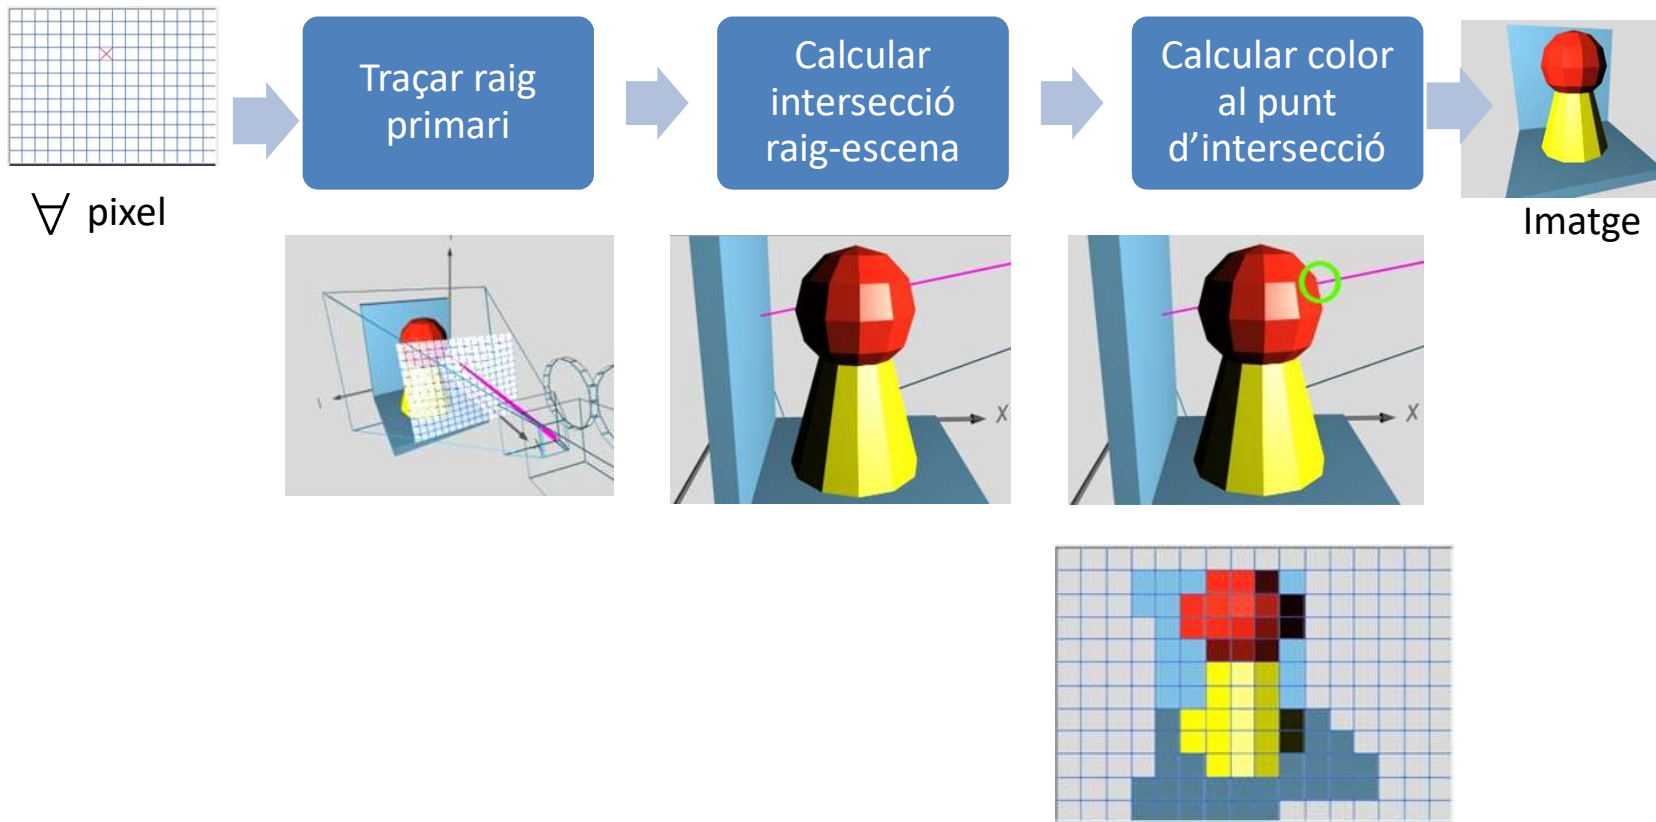 ∀ pixel
Traçar raig
primari
Calcular
intersecció
raig-escena
Calcular color
al punt
d’intersecció
Imatge
X
X